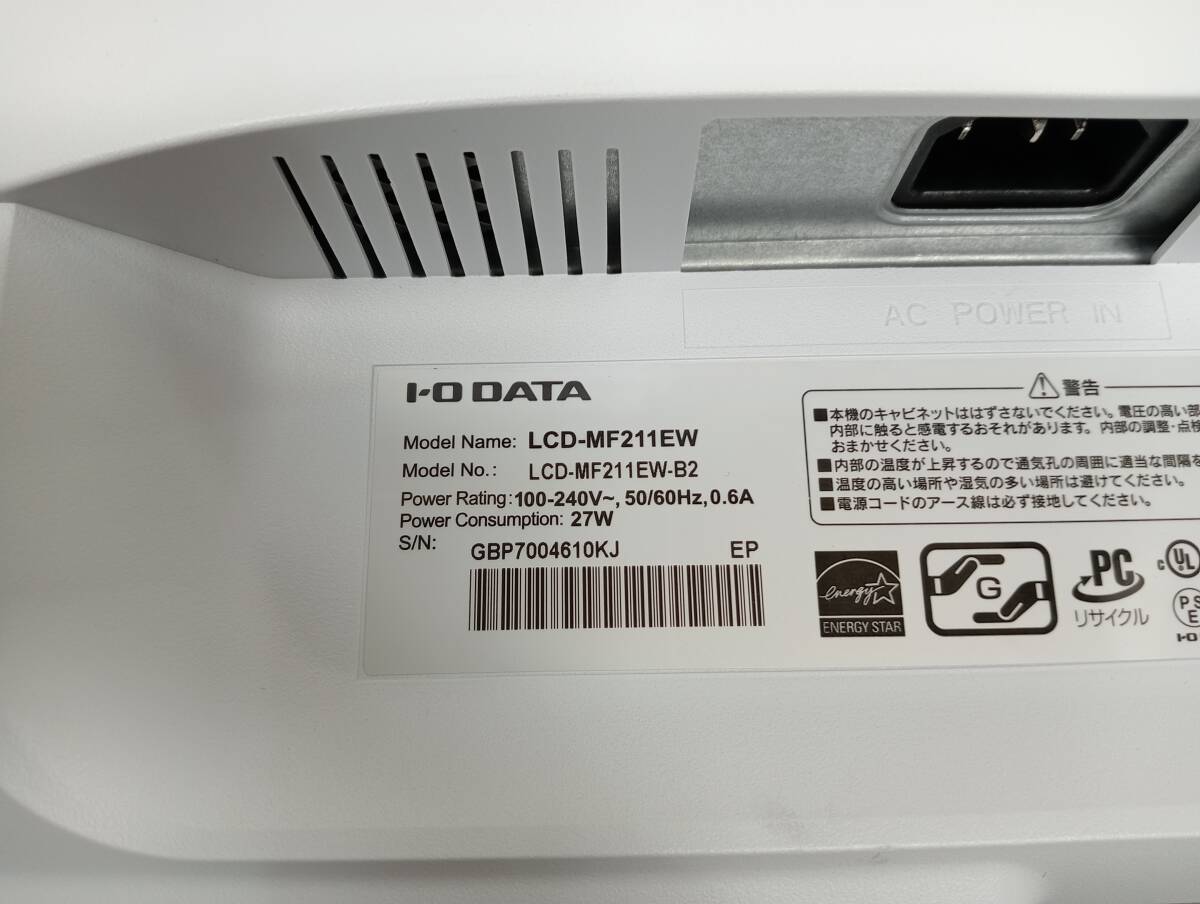 AC POWER IN
I-O DATA
Model Name: LCD-MF211EW
Model No.: LCD-MF211EW-B2
Power Rating: 100-240V~, 50/60Hz, 0.6A
Power Consumption: 27W
S/N: GBP7004610KJ EP
警告
■本機のキャビネットははずさないでください。電圧の高い部
内部に触ると感電するおそれがあります。内部の調整・点検
おまかせください。
■内部の温度が上昇するので通気孔の周囲に適当な間隔を
■温度の高い場所や湿気の多い場所は避けてください。
■電源コードのアース線は必ず接地してください。
energy
ENERGY STAR
G
PC
リサイクル
c UL
PS
E
I-O